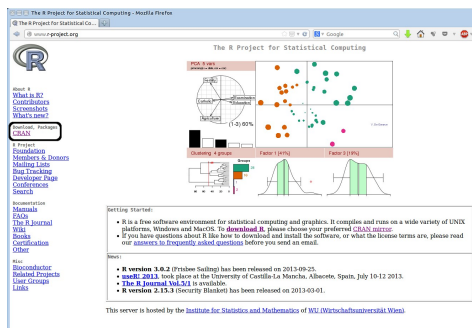 The R Project for Statistical Computing - Mozilla Firefox
The R Project for Statistical Co...
www.r-project.org
Google
The R Project for Statistical Computing
PCA 5 vars
(1-3) 60%
Clustering 4 groups
Factor 1 [41%]
Factor 3 [19%]
Groups
About R
What is R?
Contributors
Screenshots
What's new?
Download, Packages
CRAN
R Project
Foundation
Members & Donors
Mailing Lists
Bug Tracking
Developer Page
Conferences
Search
Documentation
Manuals
FAQs
The R Journal
Wiki
Books
Certification
Other
Misc
Bioconductor
Related Projects
User Groups
Links
Getting Started:
R is a free software environment for statistical computing and graphics. It compiles and runs on a wide variety of UNIX
platforms, Windows and MacOS. To download R, please choose your preferred CRAN mirror.
If you have questions about R like how to download and install the software, or what the license terms are, please read
our answers to frequently asked questions before you send an email.
News:
R version 3.0.2 (Frisbee Sailing) has been released on 2013-09-25.
useR! 2013, took place at the University of Castilla-La Mancha, Albacete, Spain, July 10-12 2013.
The R Journal Vol.5/1 is available.
R version 2.15.3 (Security Blanket) has been released on 2013-03-01.
This server is hosted by the Institute for Statistics and Mathematics of WU (Wirtschaftsuniversität Wien).